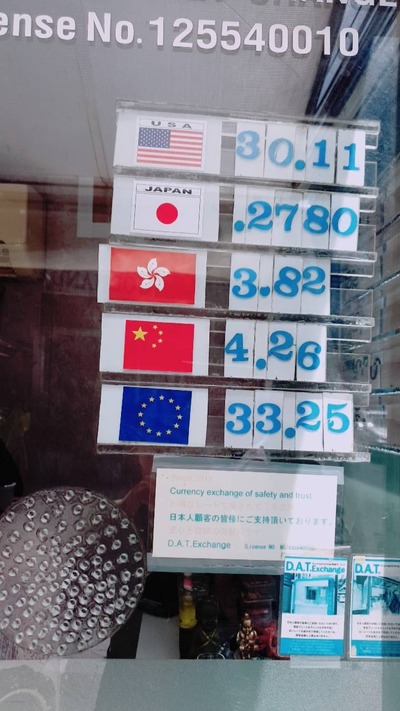 ense No.125540010
USA
30.11
JAPAN
.2780
3.82
4.26
33.25
Currency exchange of safety and trust
日本人顧客の皆様にご支持頂いております。
D.A.T.Exchange
D.A.T.Exchange
D.A.T.